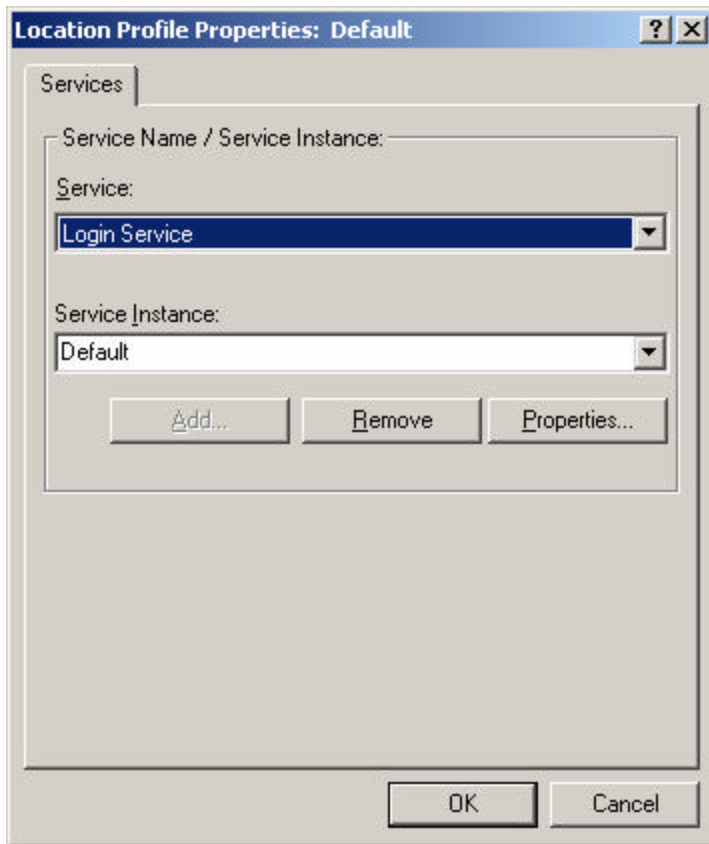 Location Profile Properties: Default
Services
Service Name / Service Instance:
Service:
Login Service
Service Instance:
Default
Add... Remove Properties...
OK Cancel